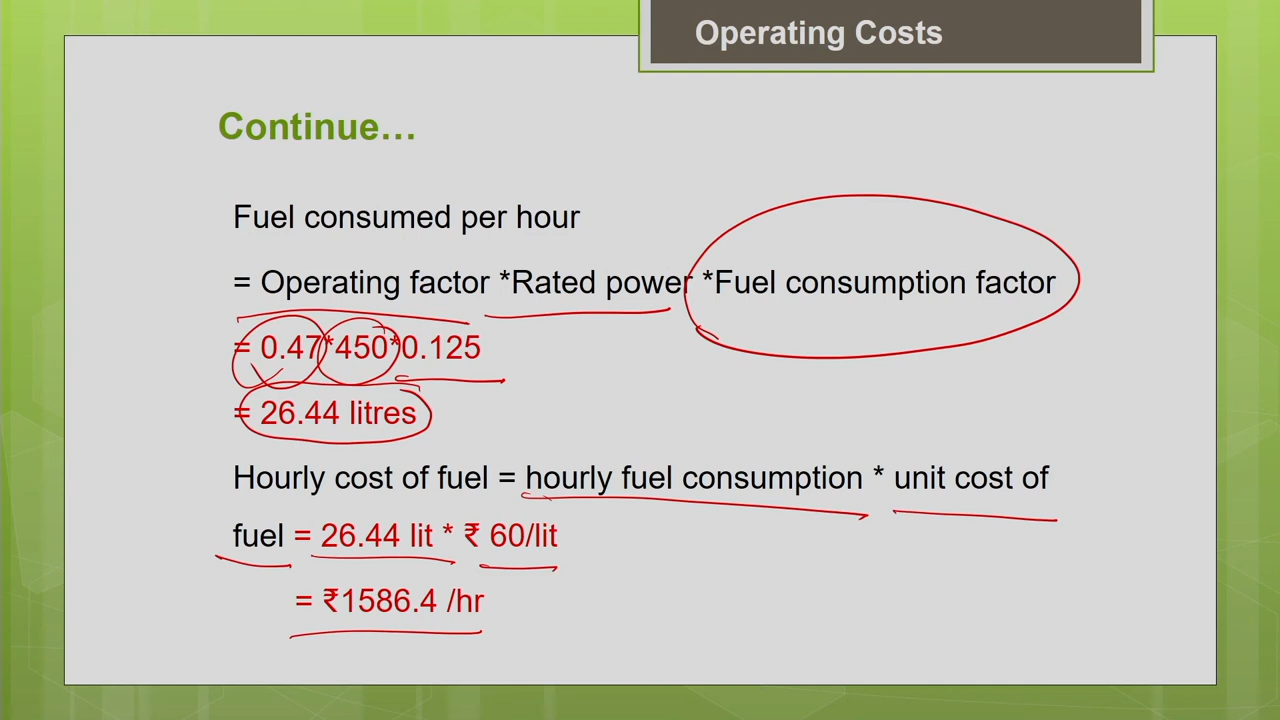 Operating Costs
Continue…
Fuel consumed per hour
= Operating factor *Rated power *Fuel consumption factor
= 0.47*450*0.125
= 26.44 litres
Hourly cost of fuel = hourly fuel consumption * unit cost of
fuel = 26.44 lit * ₹ 60/lit
= ₹1586.4 /hr